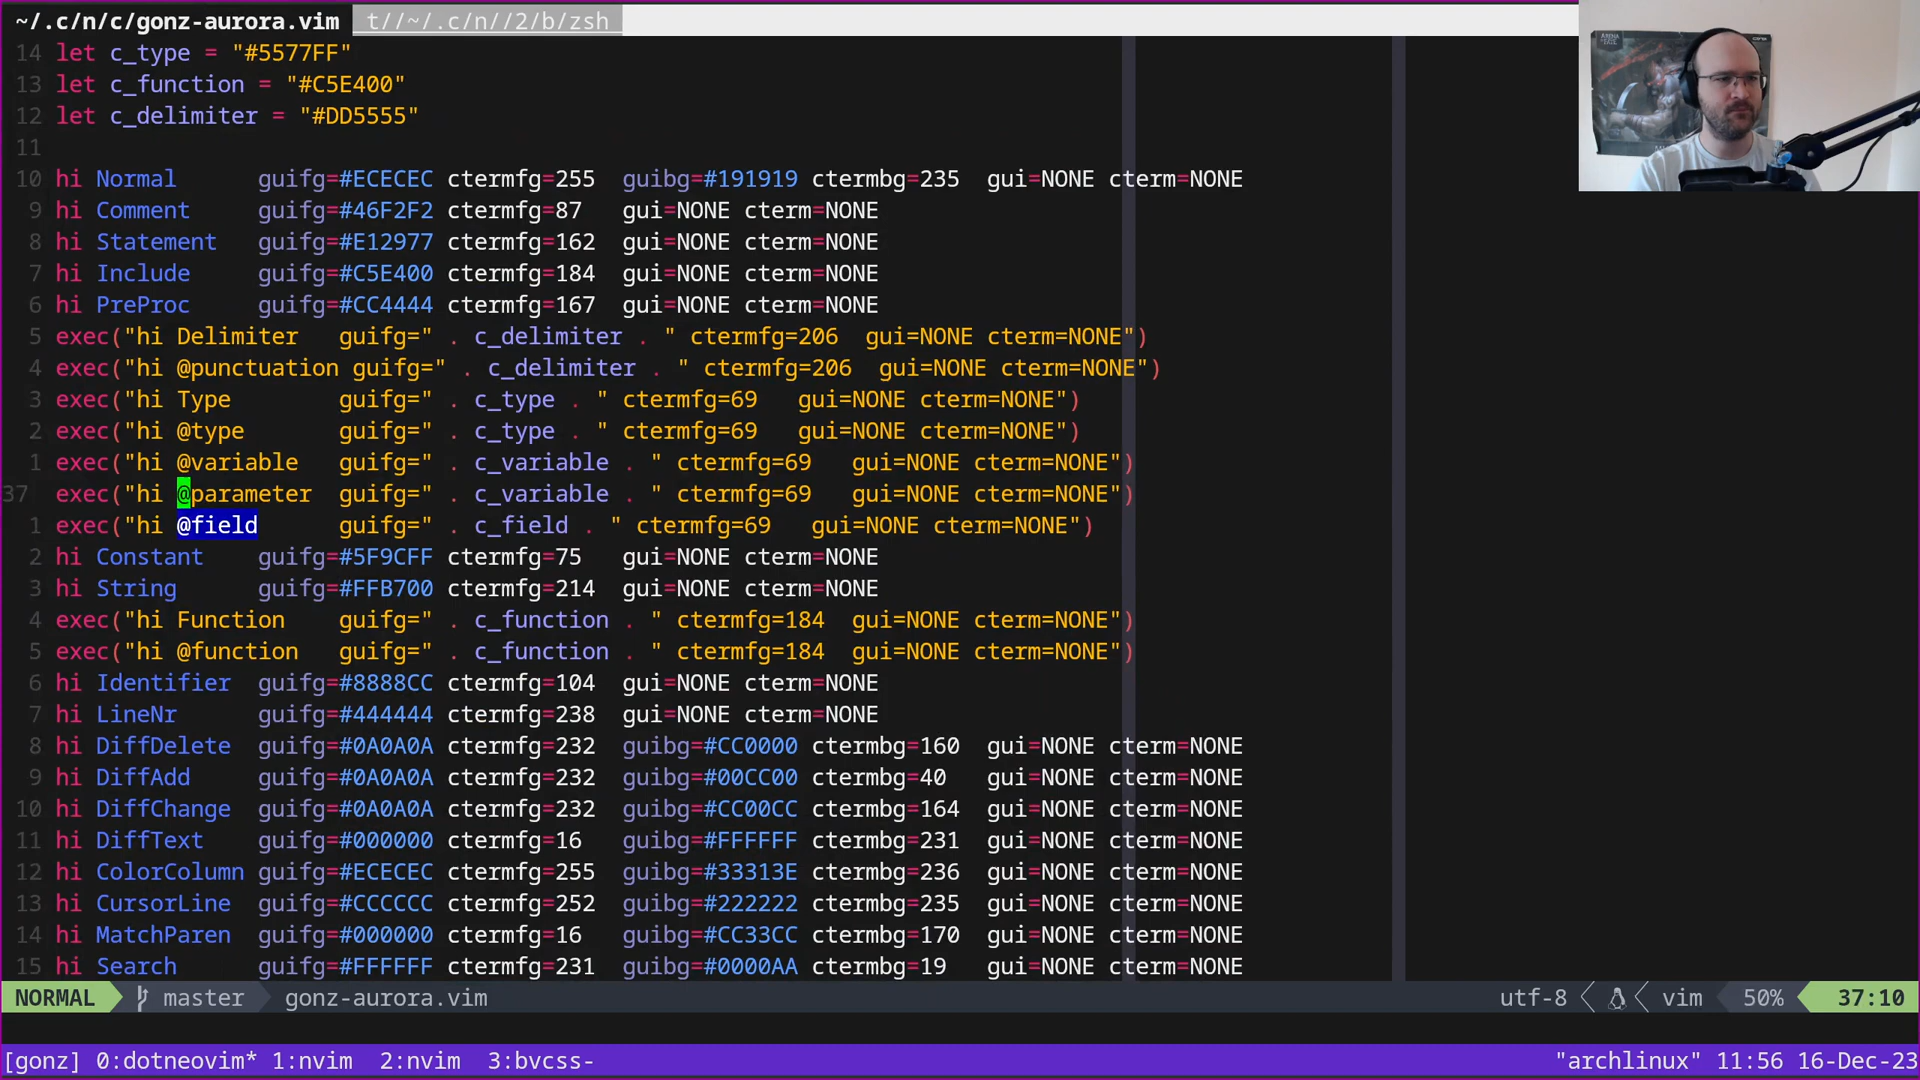 ~/.c/n/c/gonz-aurora.vim t//~/.c/n//2/b/zsh
14 let c_type = "#5577FF"
13 let c_function = "#C5E400"
12 let c_delimiter = "#DD5555"
11
10 hi Normal guifg=#ECECEC ctermfg=255 guibg=#191919 ctermbg=235 gui=NONE cterm=NONE
9 hi Comment guifg=#46F2F2 ctermfg=87 gui=NONE cterm=NONE
8 hi Statement guifg=#E12977 ctermfg=162 gui=NONE cterm=NONE
7 hi Include guifg=#C5E400 ctermfg=184 gui=NONE cterm=NONE
6 hi PreProc guifg=#CC4444 ctermfg=167 gui=NONE cterm=NONE
5 exec("hi Delimiter guifg=" . c_delimiter . " ctermfg=206 gui=NONE cterm=NONE")
4 exec("hi @punctuation guifg=" . c_delimiter . " ctermfg=206 gui=NONE cterm=NONE")
3 exec("hi Type guifg=" . c_type . " ctermfg=69 gui=NONE cterm=NONE")
2 exec("hi @type guifg=" . c_type . " ctermfg=69 gui=NONE cterm=NONE")
1 exec("hi @variable guifg=" . c_variable . " ctermfg=69 gui=NONE cterm=NONE")
37 exec("hi @parameter guifg=" . c_variable . " ctermfg=69 gui=NONE cterm=NONE")
1 exec("hi @field guifg=" . c_field . " ctermfg=69 gui=NONE cterm=NONE")
2 hi Constant guifg=#5F9CFF ctermfg=75 gui=NONE cterm=NONE
3 hi String guifg=#FFB700 ctermfg=214 gui=NONE cterm=NONE
4 exec("hi Function guifg=" . c_function . " ctermfg=184 gui=NONE cterm=NONE")
5 exec("hi @function guifg=" . c_function . " ctermfg=184 gui=NONE cterm=NONE")
6 hi Identifier guifg=#8888CC ctermfg=104 gui=NONE cterm=NONE
7 hi LineNr guifg=#444444 ctermfg=238 gui=NONE cterm=NONE
8 hi DiffDelete guifg=#0A0A0A ctermfg=232 guibg=#CC0000 ctermbg=160 gui=NONE cterm=NONE
9 hi DiffAdd guifg=#0A0A0A ctermfg=232 guibg=#00CC00 ctermbg=40 gui=NONE cterm=NONE
10 hi DiffChange guifg=#0A0A0A ctermfg=232 guibg=#CC00CC ctermbg=164 gui=NONE cterm=NONE
11 hi DiffText guifg=#000000 ctermfg=16 guibg=#FFFFFF ctermbg=231 gui=NONE cterm=NONE
12 hi ColorColumn guifg=#ECECEC ctermfg=255 guibg=#33313E ctermbg=236 gui=NONE cterm=NONE
13 hi CursorLine guifg=#CCCCCC ctermfg=252 guibg=#222222 ctermbg=235 gui=NONE cterm=NONE
14 hi MatchParen guifg=#000000 ctermfg=16 guibg=#CC33CC ctermbg=170 gui=NONE cterm=NONE
15 hi Search guifg=#FFFFFF ctermfg=231 guibg=#0000AA ctermbg=19 gui=NONE cterm=NONE
NORMAL master gonz-aurora.vim utf-8 vim 50% 37:10
[gonz] 0:dotneovim* 1:nvim 2:nvim 3:bvcss- "archlinux" 11:56 16-Dec-23